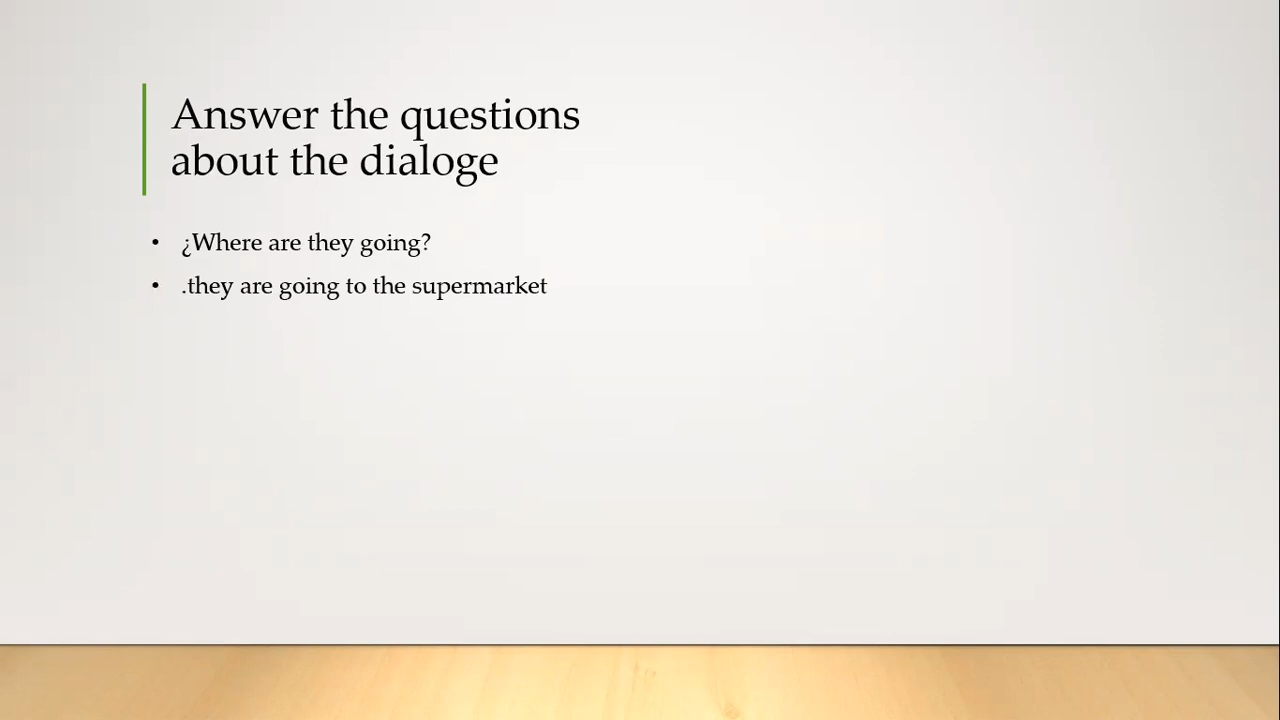 Answer the questions
about the dialoge
• ¿Where are they going?
• .they are going to the supermarket